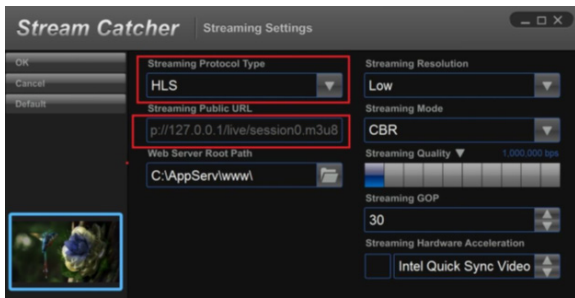 Stream Catcher Streaming Settings
OK
Cancel
Default
Streaming Protocol Type
HLS
Streaming Public URL
p://127.0.0.1/live/session0.m3u8
Web Server Root Path
C:\AppServ\www\
Streaming Resolution
Low
Streaming Mode
CBR
Streaming Quality ▼ 1,000,000 bps
Streaming GOP
30
Streaming Hardware Acceleration
Intel Quick Sync Video